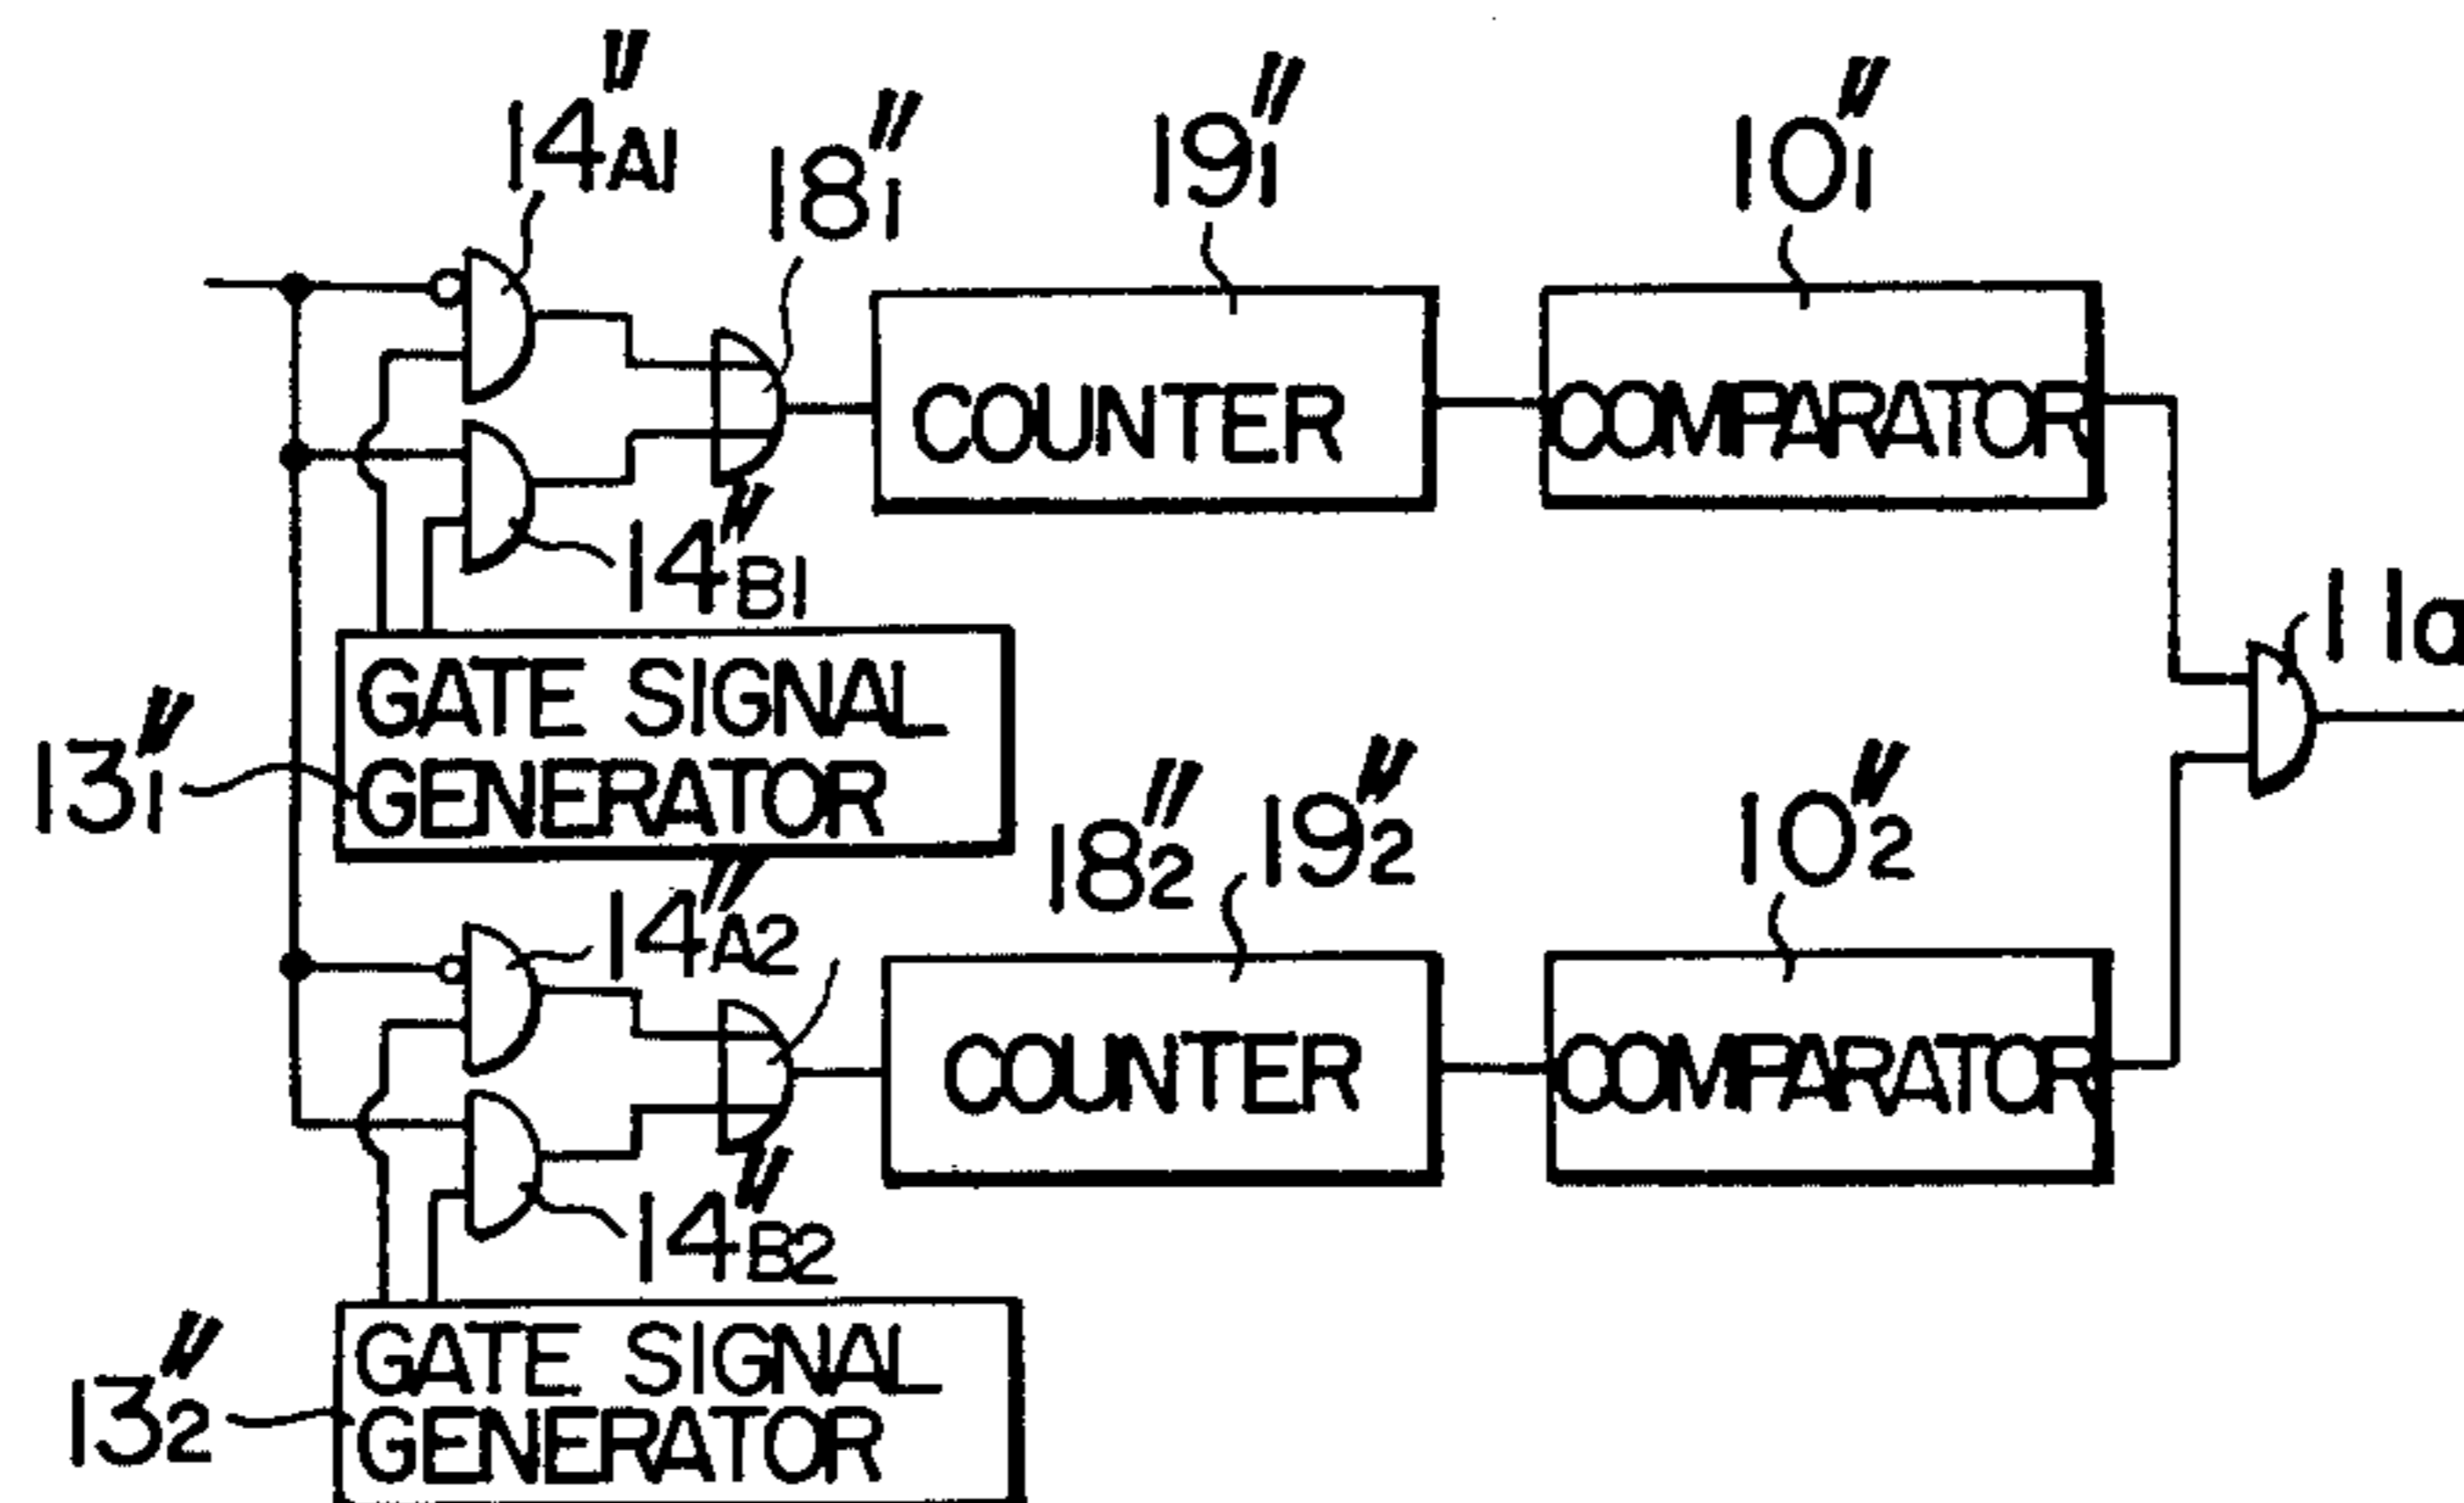 14"A1
18"1
19"1
10"1
COUNTER
COMPARATOR
14"B1
11a
GATE SIGNAL
GENERATOR
13"1
18"2
19"2
10"2
14"A2
COUNTER
COMPARATOR
14"B2
GATE SIGNAL
GENERATOR
13"2